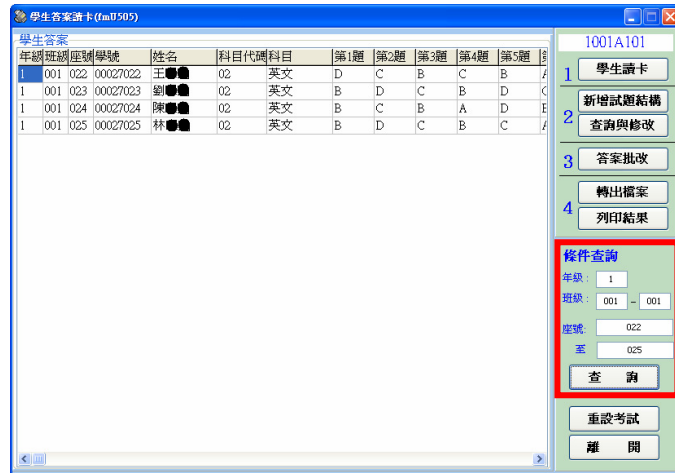 學生答案讀卡(fmU505)
學生答案
年級 班級 座號 學號 姓名 科目代碼 科目 第1題 第2題 第3題 第4題 第5題
1 001 022 00027022 王 02 英文 D C B C B
1 001 023 00027023 劉 02 英文 B D C B D
1 001 024 00027024 陳 02 英文 B C B A D
1 001 025 00027025 林 02 英文 B D C B C
1001A101
1 學生讀卡
2 新增試題結構
查詢與修改
3 答案批改
4 轉出檔案
列印結果
條件查詢
年級： 1
班級： 001 - 001
座號: 022
至 025
查 詢
重設考試
離 開